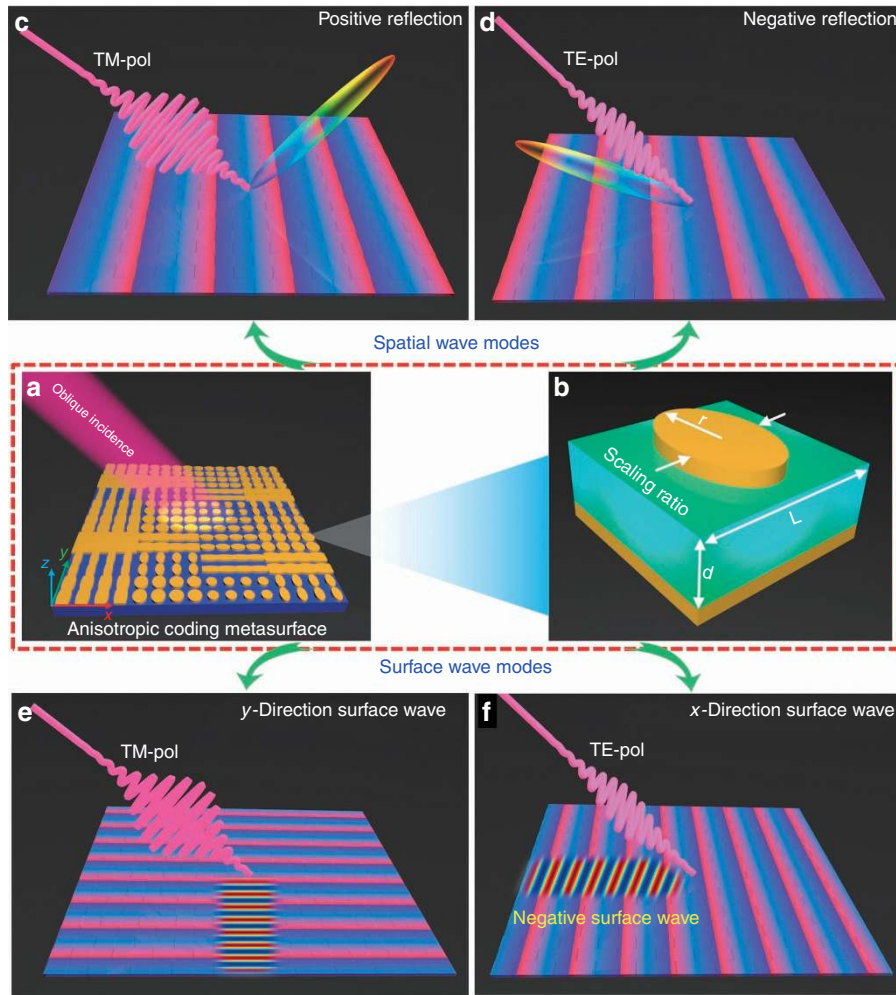 c
Positive reflection
TM-pol
d
Negative reflection
TE-pol
Spatial wave modes
a
Oblique incidence
z
y
x
Anisotropic coding metasurface
b
r
Scaling ratio
L
d
Surface wave modes
e
y-Direction surface wave
TM-pol
f
x-Direction surface wave
TE-pol
Negative surface wave